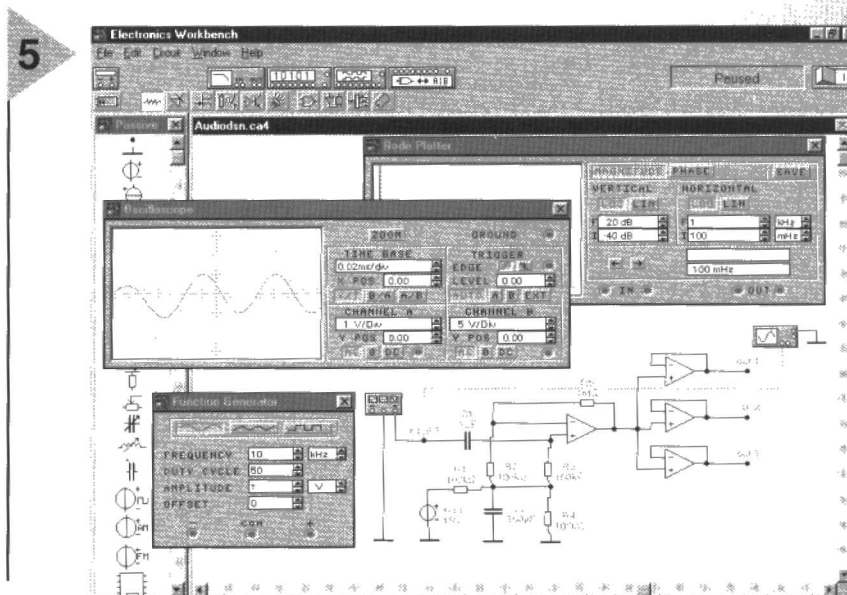 5
Electronics Workbench
File Edit Circuit Window Help
10101
A|B
Paused
Passive
Audiodsn.ca4
Bode Plotter
MAGNITUDE PHASE SAVE
VERTICAL HORIZONTAL
LOG LIN LOG LIN
F 20 dB F 1 kHz
I -40 dB I 100 mHz
100 mHz
IN OUT
Oscilloscope
ZOOM GROUND
TIME BASE TRIGGER
0.02ms/div EDGE
X POS 0.00 LEVEL 0.00
Y/T B/A A/B AUTO A B EXT
CHANNEL A CHANNEL B
1 V/Div 5 V/Div
Y POS 0.00 Y POS 0.00
AC 0 DC AC 0 DC
Function Generator
FREQUENCY 10 kHz
DUTY CYCLE 50
AMPLITUDE 1 V
OFFSET 0
- COM +
AM
FM